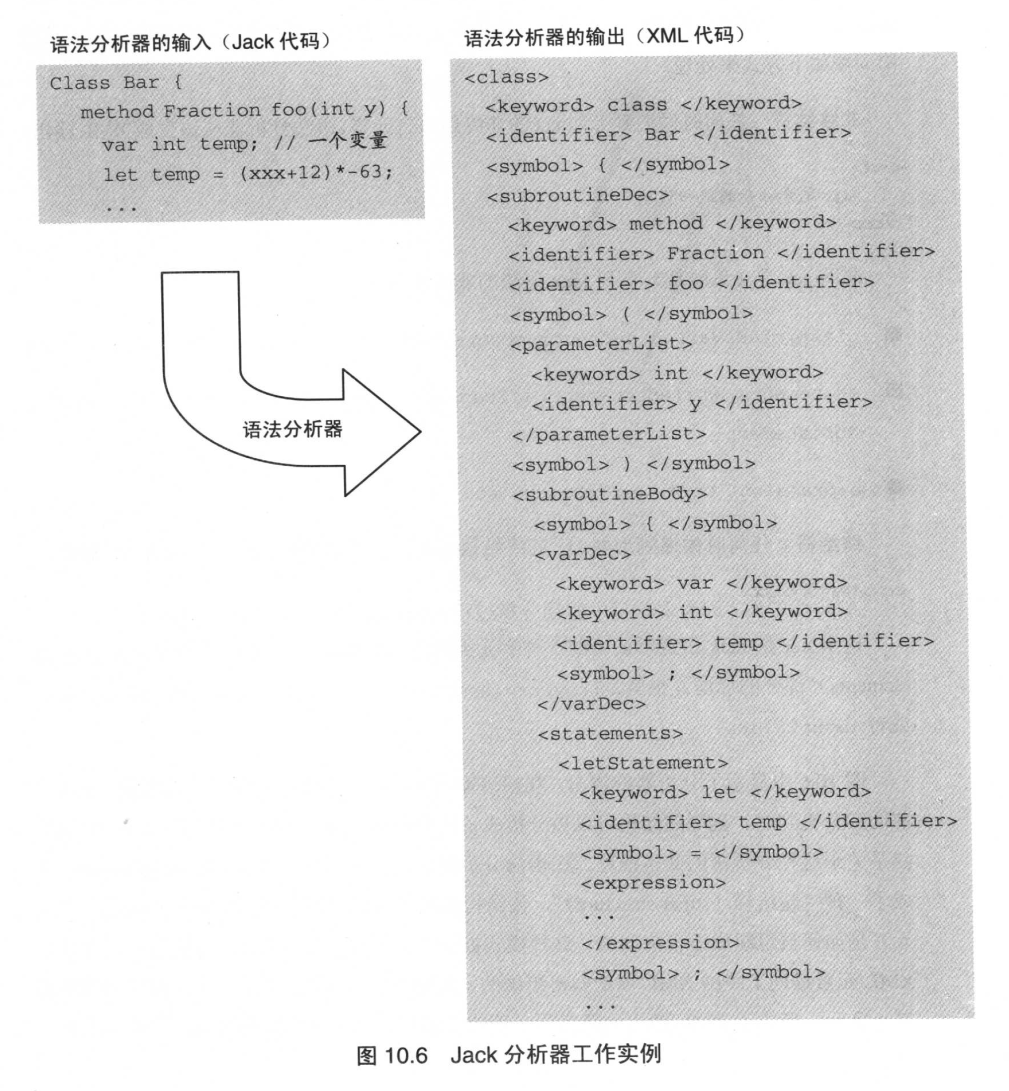 语法分析器的输入（Jack 代码）
Class Bar {
method Fraction foo(int y) {
var int temp; // 一个变量
let temp = (xxx+12)*-63;
...
语法分析器
语法分析器的输出（XML 代码）
<class>
<keyword> class </keyword>
<identifier> Bar </identifier>
<symbol> { </symbol>
<subroutineDec>
<keyword> method </keyword>
<identifier> Fraction </identifier>
<identifier> foo </identifier>
<symbol> ( </symbol>
<parameterList>
<keyword> int </keyword>
<identifier> y </identifier>
</parameterList>
<symbol> ) </symbol>
<subroutineBody>
<symbol> { </symbol>
<varDec>
<keyword> var </keyword>
<keyword> int </keyword>
<identifier> temp </identifier>
<symbol> ; </symbol>
</varDec>
<statements>
<letStatement>
<keyword> let </keyword>
<identifier> temp </identifier>
<symbol> = </symbol>
<expression>
...
</expression>
<symbol> ; </symbol>
...
图 10.6 Jack 分析器工作实例